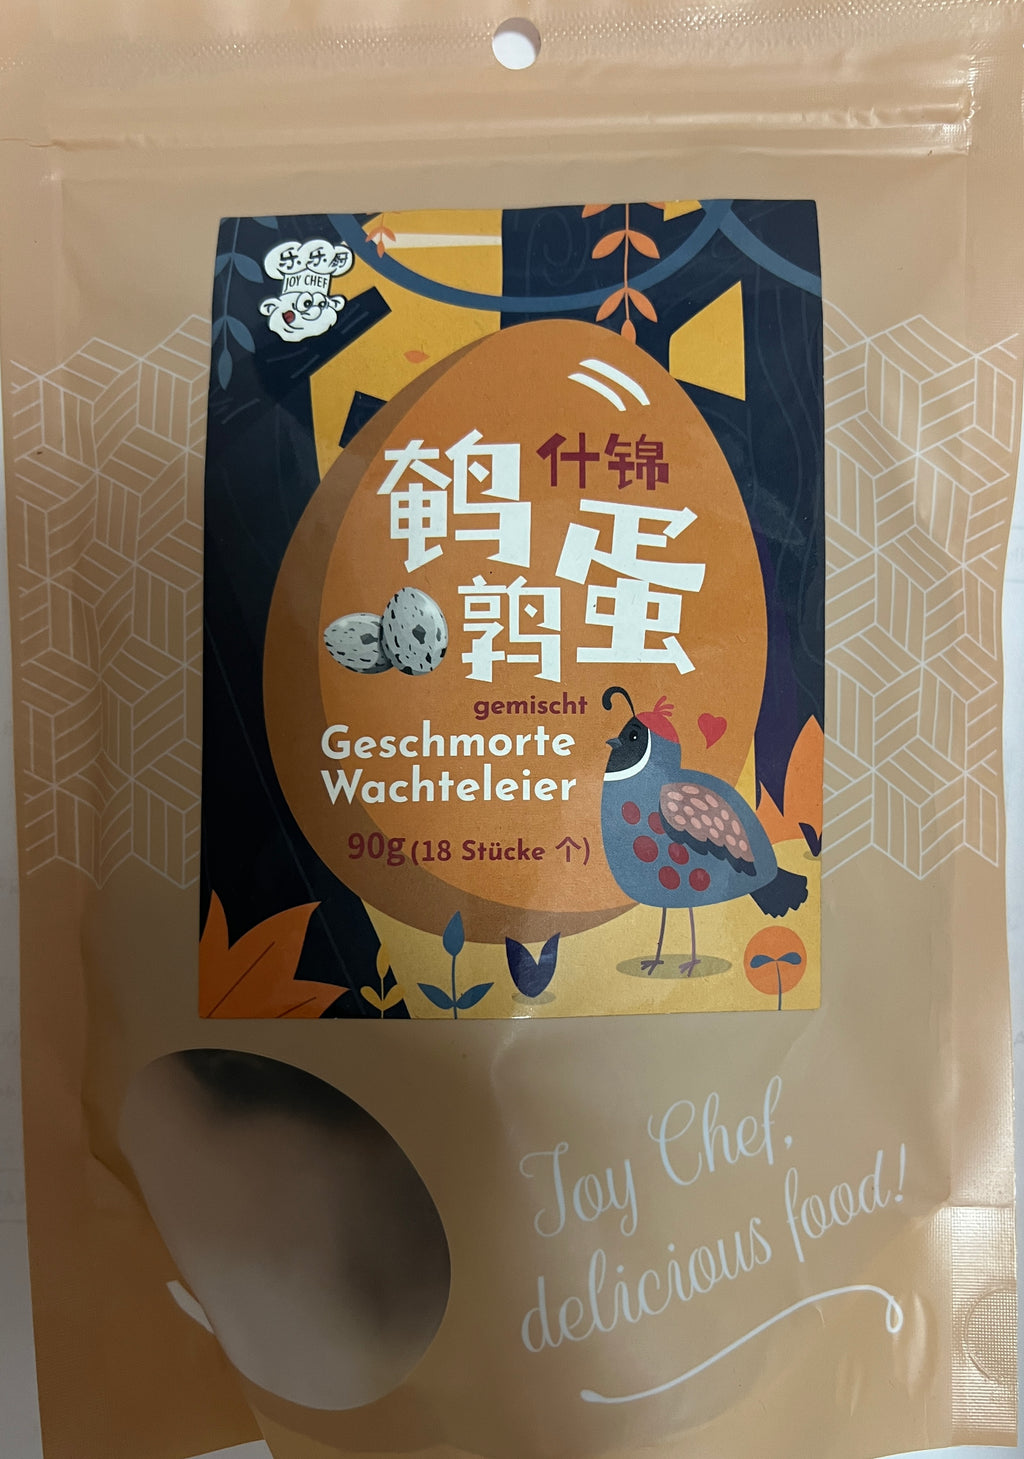 乐乐厨
JOY CHEF
什锦
鹌鹑蛋
gemischt
Geschmorte
Wachteleier
90g (18 Stücke 个)
Joy Chef,
delicious food!